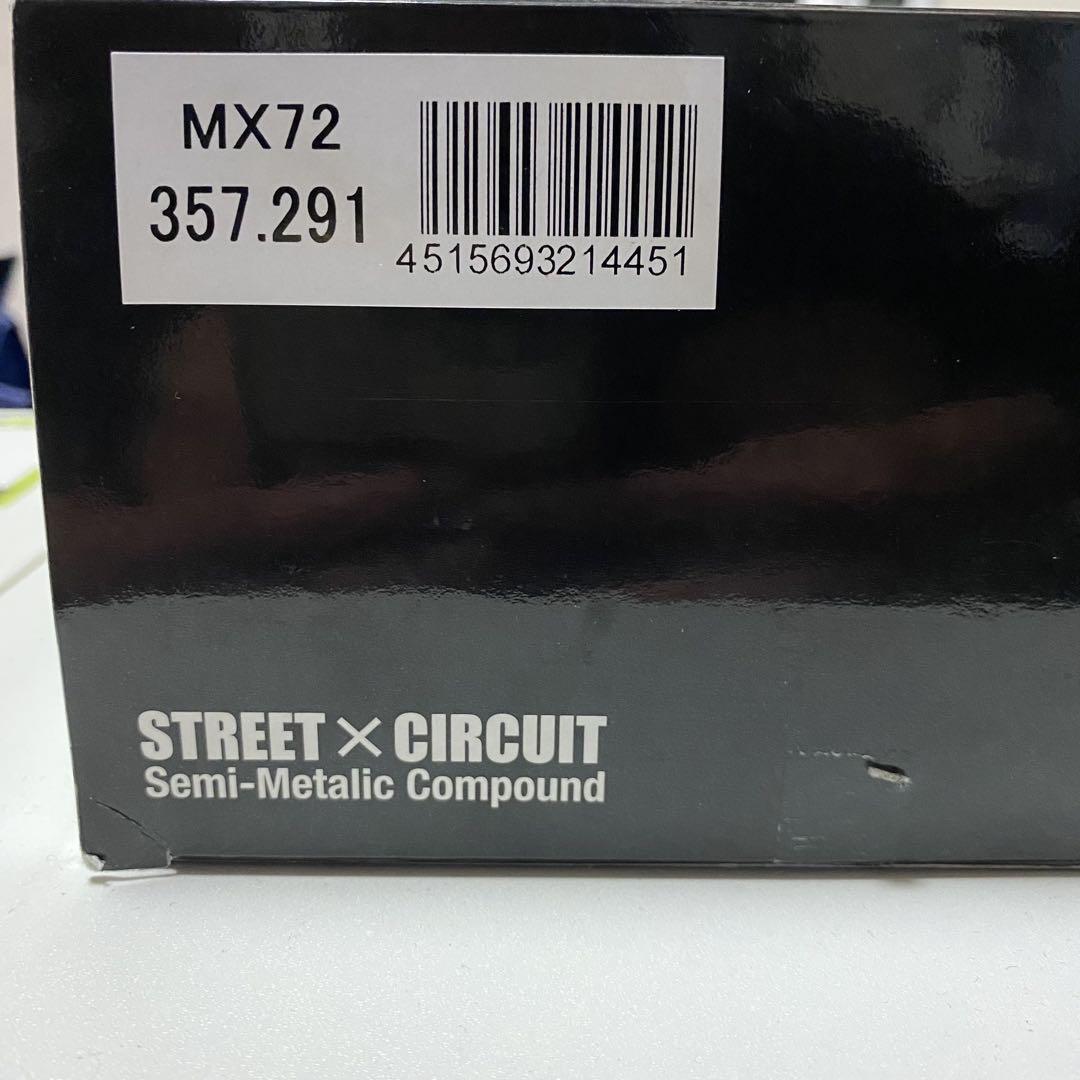 MX72
357.291
4515693214451
STREET × CIRCUIT
Semi-Metalic Compound